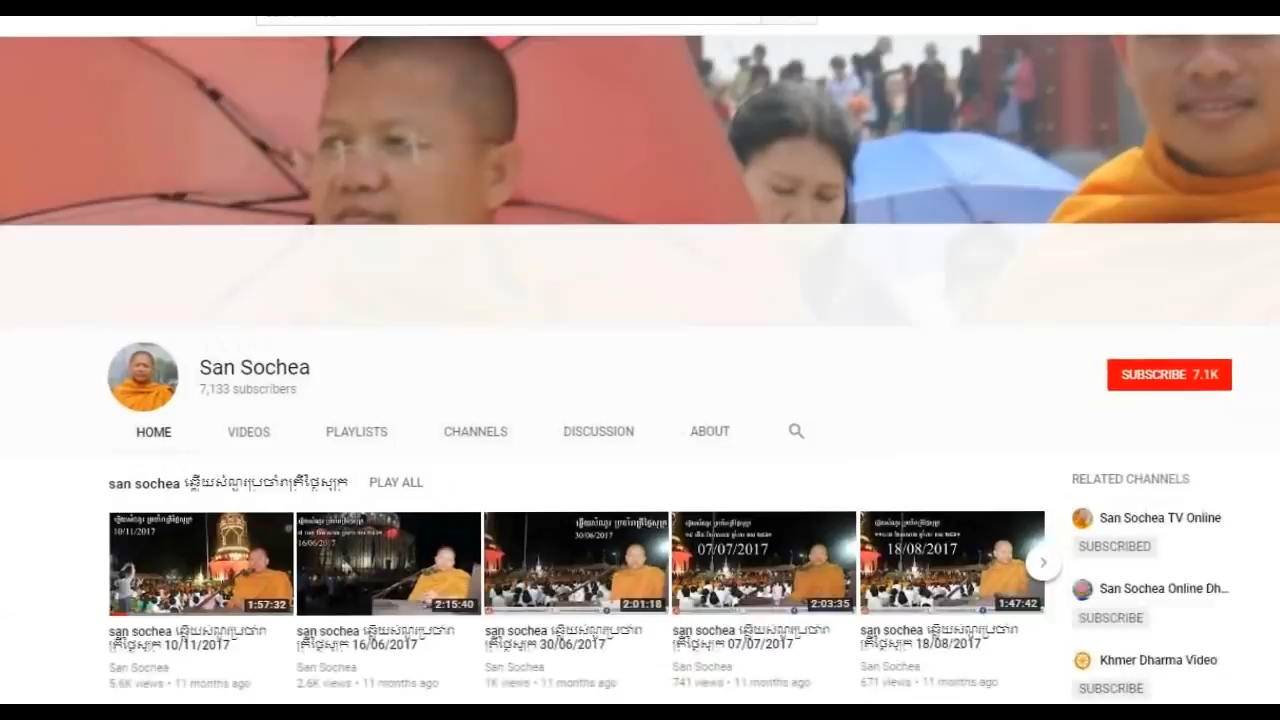 San Sochea
7,133 subscribers
SUBSCRIBE 7.1K
HOME VIDEOS PLAYLISTS CHANNELS DISCUSSION ABOUT
san sochea ឆ្លើយសំណួរប្រចាំរាត្រីថ្ងៃសុក្រ PLAY ALL
10/11/2017
1:57:32
16/06/2017
2:15:40
30/06/2017
2:01:18
07/07/2017
2:03:35
18/08/2017
1:47:42
san sochea ឆ្លើយសំណួរប្រចាំរា
ត្រីថ្ងៃសុក្រ 10/11/2017
San Sochea
5.6K views • 11 months ago
san sochea ឆ្លើយសំណួរប្រចាំរា
ត្រីថ្ងៃសុក្រ 16/06/2017
San Sochea
2.6K views • 11 months ago
san sochea ឆ្លើយសំណួរប្រចាំរា
ត្រីថ្ងៃសុក្រ 30/06/2017
San Sochea
1K views • 11 months ago
san sochea ឆ្លើយសំណួរប្រចាំរា
ត្រីថ្ងៃសុក្រ 07/07/2017
San Sochea
741 views • 11 months ago
san sochea ឆ្លើយសំណួរប្រចាំរា
ត្រីថ្ងៃសុក្រ 18/08/2017
San Sochea
671 views • 11 months ago
RELATED CHANNELS
San Sochea TV Online
SUBSCRIBED
San Sochea Online Dh...
SUBSCRIBE
Khmer Dharma Video
SUBSCRIBE